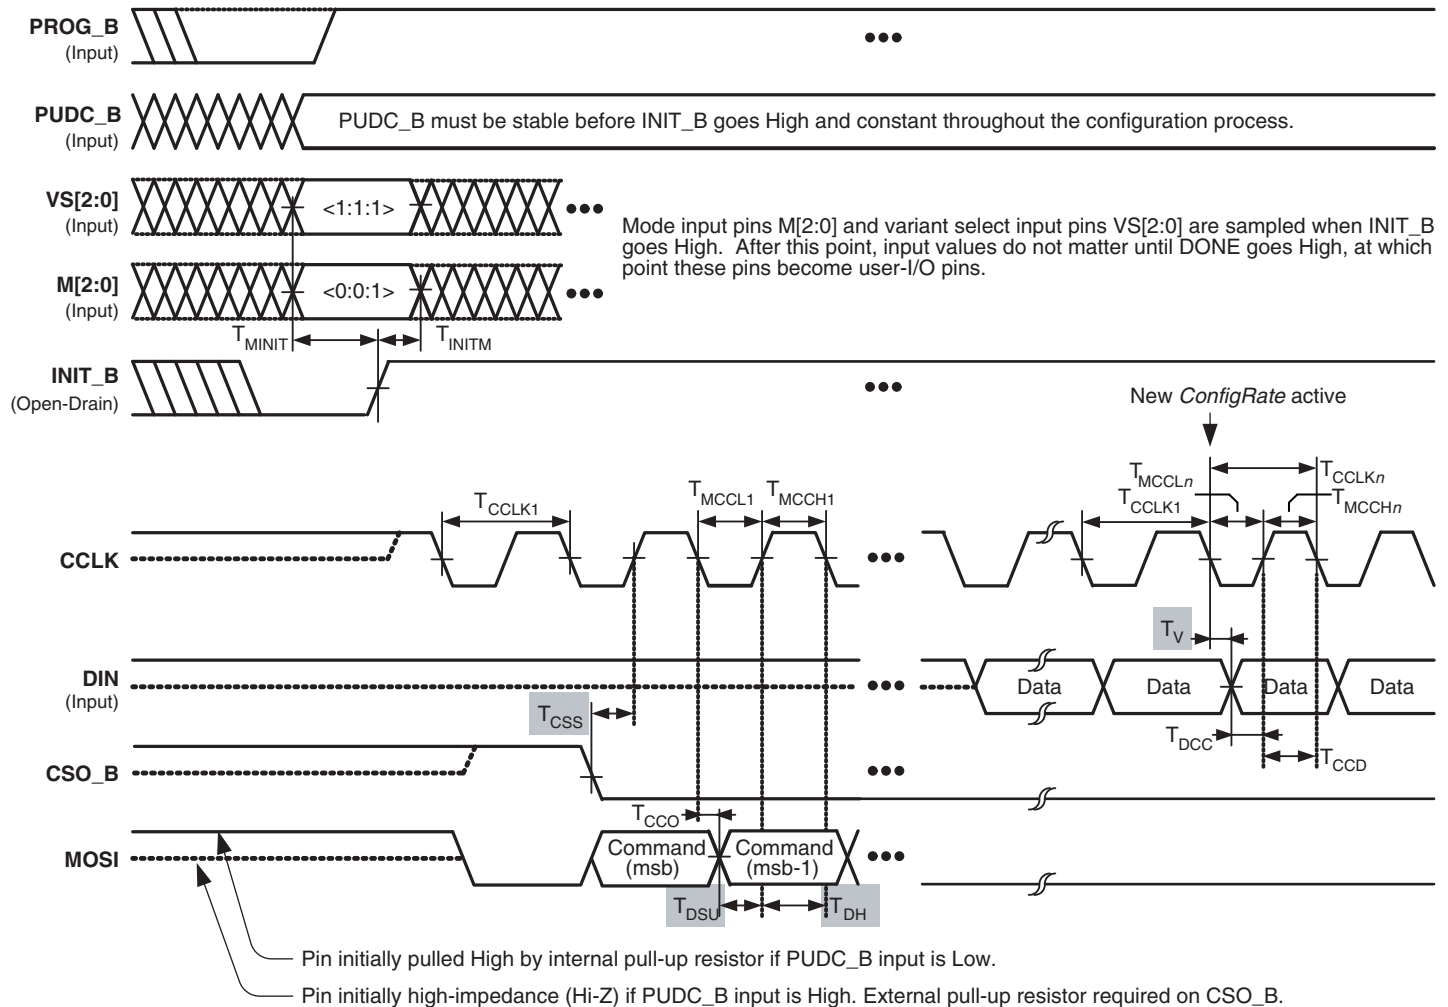 PROG_B
(Input)
PUDC_B
(Input)
PUDC_B must be stable before INIT_B goes High and constant throughout the configuration process.
VS[2:0]
(Input)
<1:1:1>
Mode input pins M[2:0] and variant select input pins VS[2:0] are sampled when INIT_B
goes High. After this point, input values do not matter until DONE goes High, at which
point these pins become user-I/O pins.
M[2:0]
(Input)
<0:0:1>
TMINIT
TINITM
INIT_B
(Open-Drain)
New ConfigRate active
TMCCLn
TCCLKn
TCCLK1
TMCCL1
TMCCH1
TCCLK1
TMCCHn
CCLK
TV
DIN
(Input)
Data
Data
Data
Data
TCSS
TDCC
TCCD
CSO_B
TCCO
MOSI
Command
(msb)
Command
(msb-1)
TDSU
TDH
Pin initially pulled High by internal pull-up resistor if PUDC_B input is Low.
Pin initially high-impedance (Hi-Z) if PUDC_B input is High. External pull-up resistor required on CSO_B.